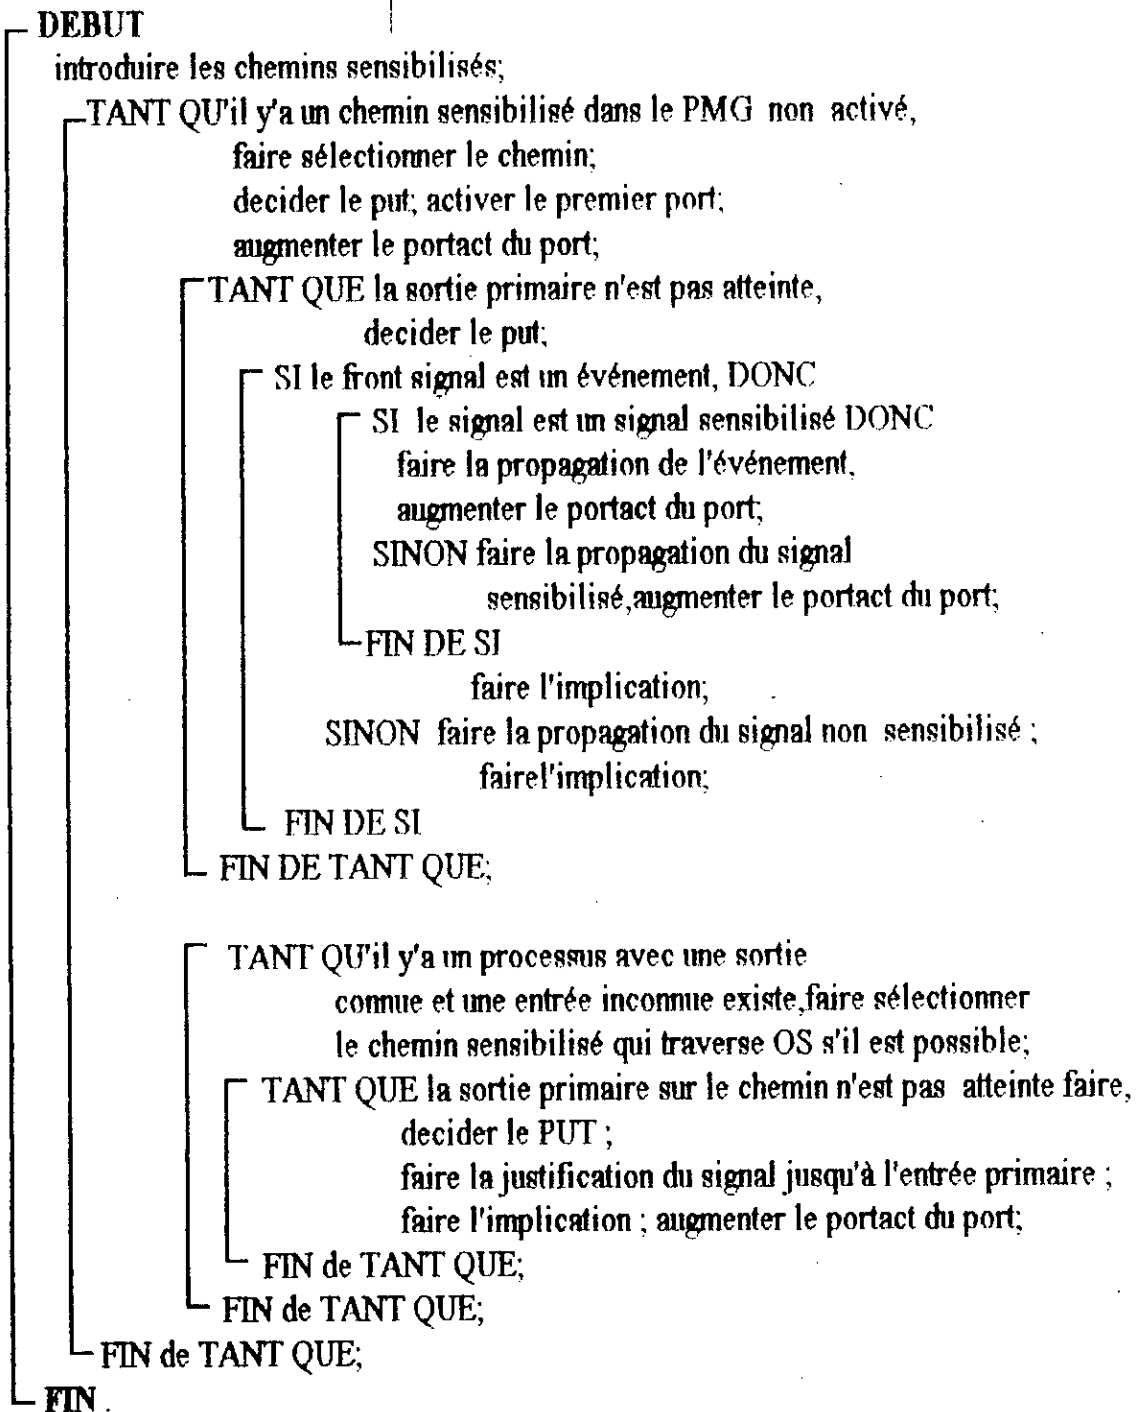 DEBUT
introduire les chemins sensibilisés;
TANT QU'il y'a un chemin sensibilisé dans le PMG non activé,
faire sélectionner le chemin;
decider le put; activer le premier port;
augmenter le portact du port;
TANT QUE la sortie primaire n'est pas atteinte,
decider le put;
SI le front signal est un événement, DONC
SI le signal est un signal sensibilisé DONC
faire la propagation de l'événement,
augmenter le portact du port;
SINON faire la propagation du signal
sensibilisé,augmenter le portact du port;
FIN DE SI
faire l'implication;
SINON faire la propagation du signal non sensibilisé ;
fairel'implication;
FIN DE SI
FIN DE TANT QUE;
TANT QU'il y'a un processus avec une sortie
connue et une entrée inconnue existe,faire sélectionner
le chemin sensibilisé qui traverse OS s'il est possible;
TANT QUE la sortie primaire sur le chemin n'est pas atteinte faire,
decider le PUT ;
faire la justification du signal jusqu'à l'entrée primaire ;
faire l'implication ; augmenter le portact du port;
FIN de TANT QUE;
FIN de TANT QUE;
FIN de TANT QUE;
FIN .